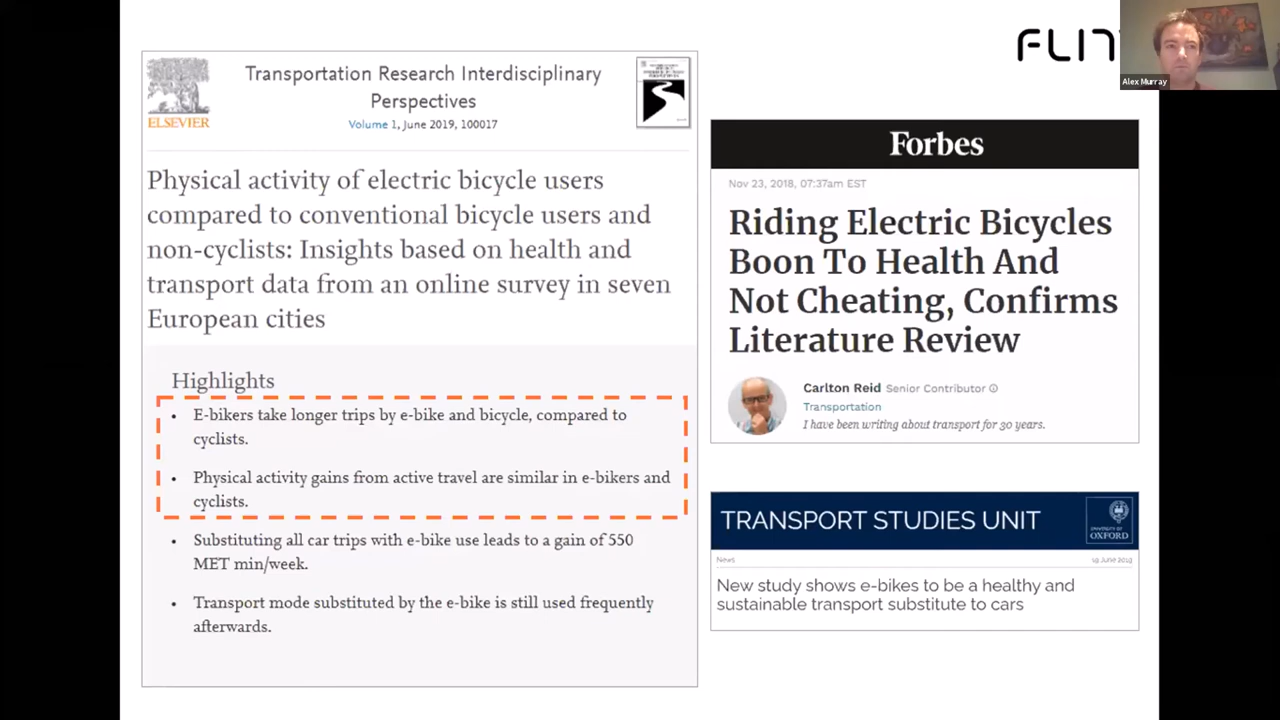 FLIT
Alex Murray
ELSEVIER
Transportation Research Interdisciplinary
Perspectives
Volume 1, June 2019, 100017
Physical activity of electric bicycle users
compared to conventional bicycle users and
non-cyclists: Insights based on health and
transport data from an online survey in seven
European cities
Highlights
• E-bikers take longer trips by e-bike and bicycle, compared to
cyclists.
• Physical activity gains from active travel are similar in e-bikers and
cyclists.
• Substituting all car trips with e-bike use leads to a gain of 550
MET min/week.
• Transport mode substituted by the e-bike is still used frequently
afterwards.
Forbes
Nov 23, 2018, 07:37am EST
Riding Electric Bicycles
Boon To Health And
Not Cheating, Confirms
Literature Review
Carlton Reid Senior Contributor
Transportation
I have been writing about transport for 30 years.
TRANSPORT STUDIES UNIT
UNIVERSITY OF
OXFORD
News
19 June 2019
New study shows e-bikes to be a healthy and
sustainable transport substitute to cars